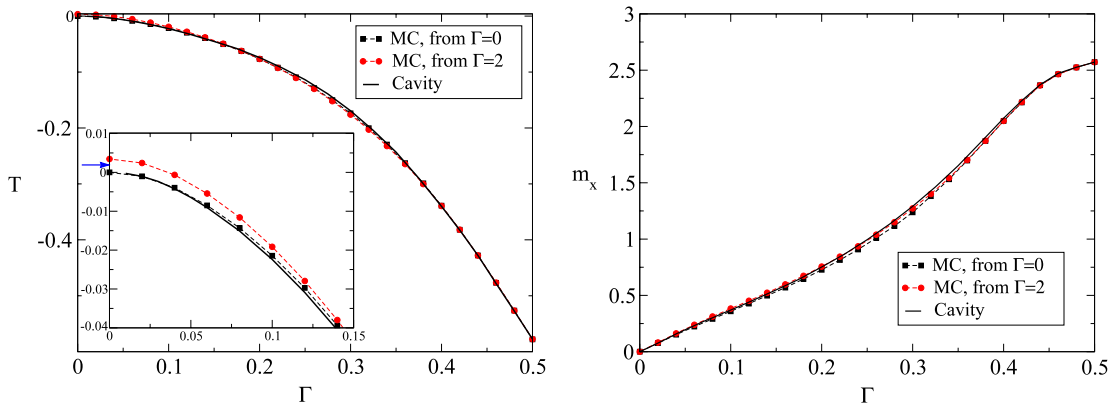 0
-0.2
-0.4
T
MC, from Γ=0
MC, from Γ=2
Cavity
0.01
0
-0.01
-0.02
-0.03
-0.04
0 0.05 0.1 0.15
0 0.1 0.2 0.3 0.4 0.5
Γ
3
2.5
2
1.5
1
0.5
0
m_x
MC, from Γ=0
MC, from Γ=2
Cavity
0 0.1 0.2 0.3 0.4 0.5
Γ